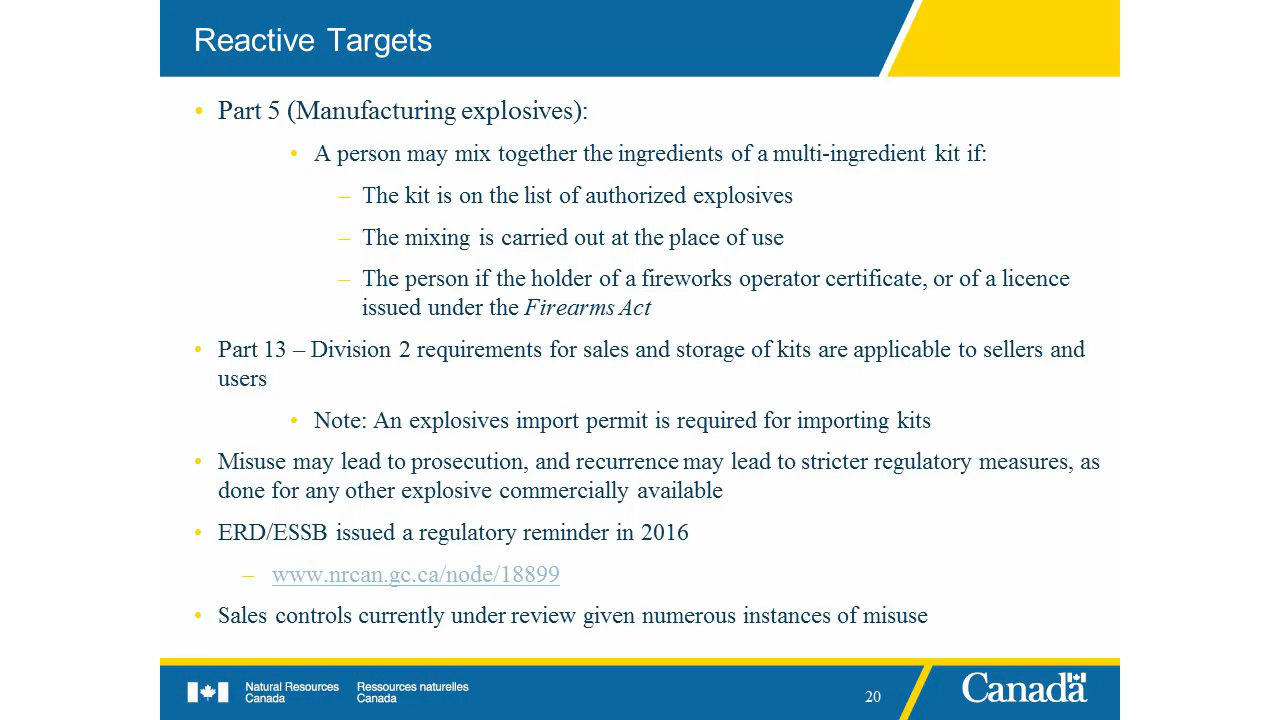 Reactive Targets
• Part 5 (Manufacturing explosives):
• A person may mix together the ingredients of a multi-ingredient kit if:
– The kit is on the list of authorized explosives
– The mixing is carried out at the place of use
– The person if the holder of a fireworks operator certificate, or of a licence
issued under the Firearms Act
• Part 13 – Division 2 requirements for sales and storage of kits are applicable to sellers and
users
• Note: An explosives import permit is required for importing kits
• Misuse may lead to prosecution, and recurrence may lead to stricter regulatory measures, as
done for any other explosive commercially available
• ERD/ESSB issued a regulatory reminder in 2016
– www.nrcan.gc.ca/node/18899
• Sales controls currently under review given numerous instances of misuse
Natural Resources Ressources naturelles
Canada Canada
20
Canada